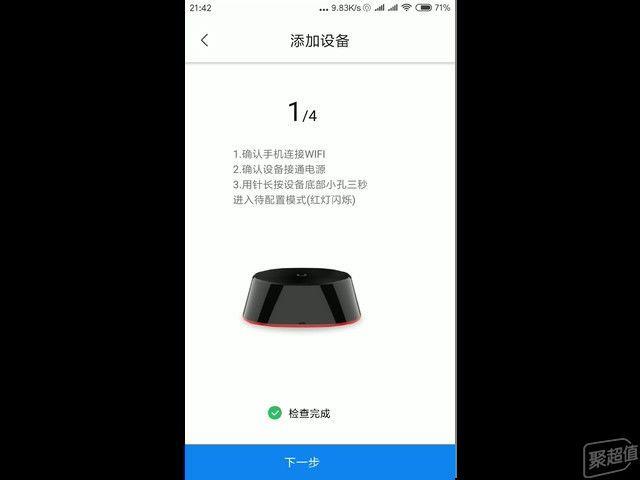 21:42 ... 9.83K/s 71%
添加设备
1/4
1.确认手机连接WIFI
2.确认设备接通电源
3.用针长按设备底部小孔三秒
进入待配置模式(红灯闪烁)
检查完成
下一步
聚超值